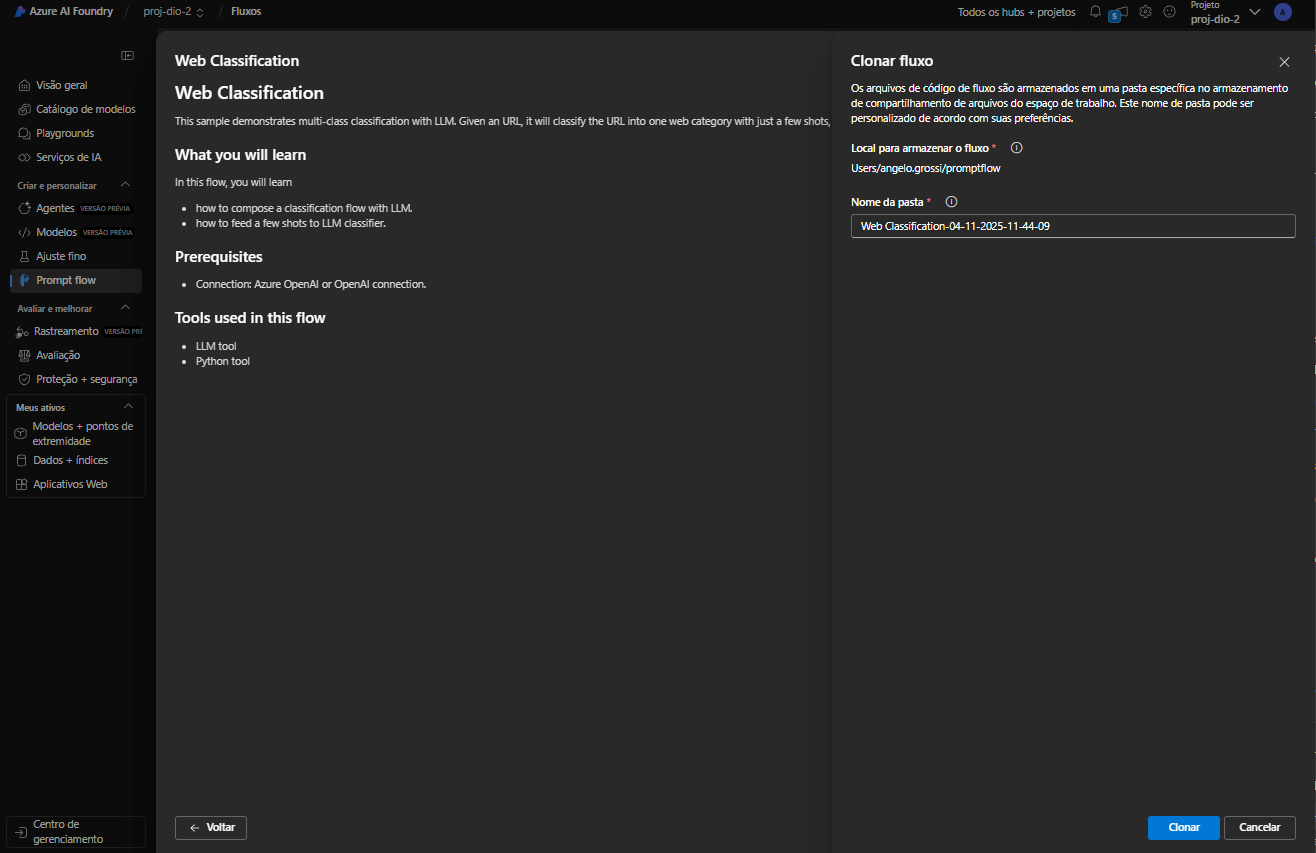 Azure AI Foundry / proj-dio-2 / Fluxos
Todos os hubs + projetos
5
Projeto
proj-dio-2
A
Visão geral
Catálogo de modelos
Playgrounds
Serviços de IA
Criar e personalizar
Agentes VERSÃO PRÉVIA
Modelos VERSÃO PRÉVIA
Ajuste fino
Prompt flow
Avaliar e melhorar
Rastreamento VERSÃO PRÉ
Avaliação
Proteção + segurança
Meus ativos
Modelos + pontos de
extremidade
Dados + índices
Aplicativos Web
Centro de
gerenciamento
Web Classification
Web Classification
This sample demonstrates multi-class classification with LLM. Given an URL, it will classify the URL into one web category with just a few shots,
What you will learn
In this flow, you will learn
• how to compose a classification flow with LLM.
• how to feed a few shots to LLM classifier.
Prerequisites
• Connection: Azure OpenAI or OpenAI connection.
Tools used in this flow
• LLM tool
• Python tool
← Voltar
Clonar fluxo
Os arquivos de código de fluxo são armazenados em uma pasta específica no armazenamento
de compartilhamento de arquivos do espaço de trabalho. Este nome de pasta pode ser
personalizado de acordo com suas preferências.
Local para armazenar o fluxo *
Users/angelo.grossi/promptflow
Nome da pasta *
Web Classification-04-11-2025-11-44-09
Clonar
Cancelar